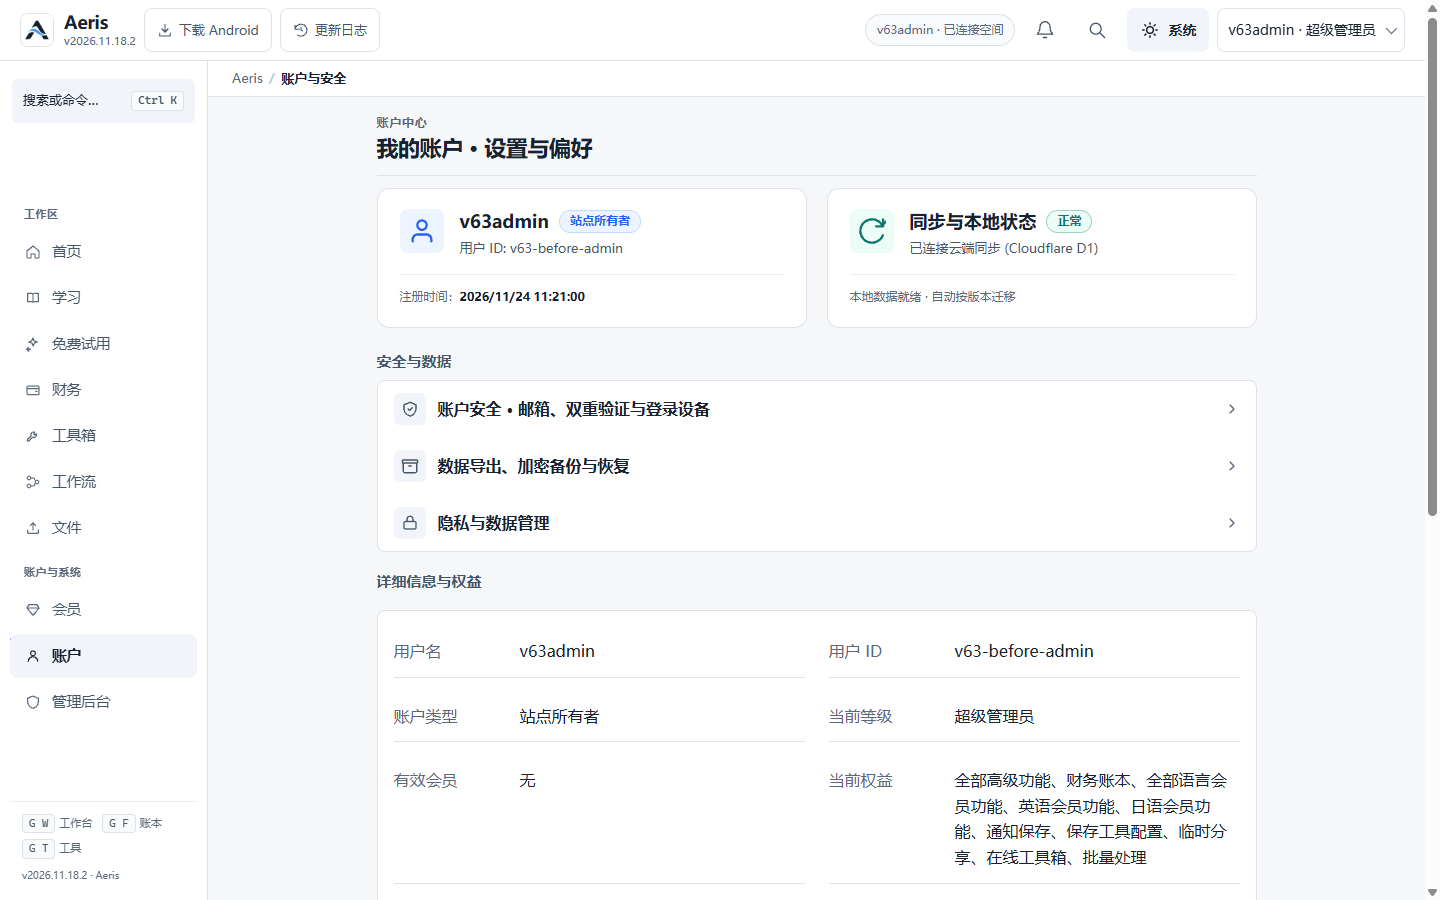 Aeris
v2026.11.18.2
下载 Android
更新日志
v63admin · 已连接空间
系统
v63admin · 超级管理员
搜索或命令...
Ctrl K
Aeris / 账户与安全
工作区
首页
学习
免费试用
财务
工具箱
工作流
文件
账户与系统
会员
账户
管理后台
G W 工作台 G F 账本
G T 工具
v2026.11.18.2 · Aeris
账户中心
我的账户 • 设置与偏好
v63admin 站点所有者
用户 ID: v63-before-admin
注册时间: 2026/11/24 11:21:00
同步与本地状态 正常
已连接云端同步 (Cloudflare D1)
本地数据就绪 · 自动按版本迁移
安全与数据
账户安全 • 邮箱、双重验证与登录设备
数据导出、加密备份与恢复
隐私与数据管理
详细信息与权益
用户名 v63admin
用户 ID v63-before-admin
账户类型 站点所有者
当前等级 超级管理员
有效会员 无
当前权益 全部高级功能、财务账本、全部语言会
员功能、英语会员功能、日语会员功
能、通知保存、保存工具配置、临时分
享、在线工具箱、批量处理